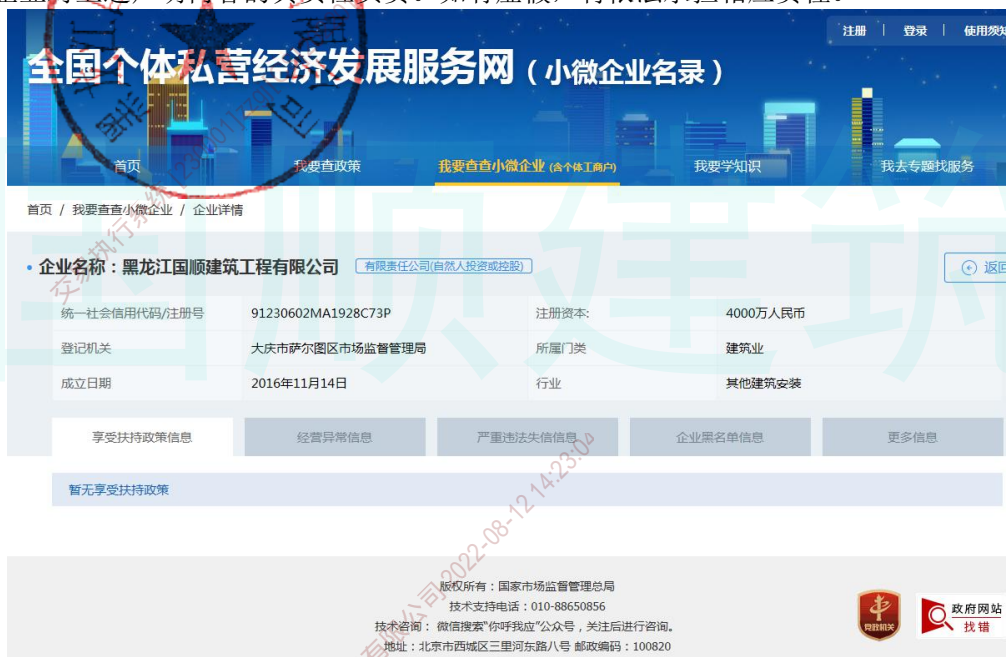 注册 | 登录 | 使用须知
全国个体私营经济发展服务网（小微企业名录）
首页 我要查政策 我要查查小微企业 (含个体工商户) 我要学知识 我去专题找服务
首页 / 我要查查小微企业 / 企业详情
• 企业名称：黑龙江国顺建筑工程有限公司 有限责任公司(自然人投资或控股) 返回
统一社会信用代码/注册号 91230602MA1928C73P 注册资本: 4000万人民币
登记机关 大庆市萨尔图区市场监督管理局 所属门类 建筑业
成立日期 2016年11月14日 行业 其他建筑安装
享受扶持政策信息 经营异常信息 严重违法失信信息 企业黑名单信息 更多信息
暂无享受扶持政策
版权所有：国家市场监督管理总局
技术支持电话：010-88650856
技术咨询： 微信搜索"你呼我应"公众号，关注后进行咨询。
地址：北京市西城区三里河东路八号 邮政编码：100820
党政机关
政府网站
找错
国顺建筑
有限公司 2022-08-12 14:23:04